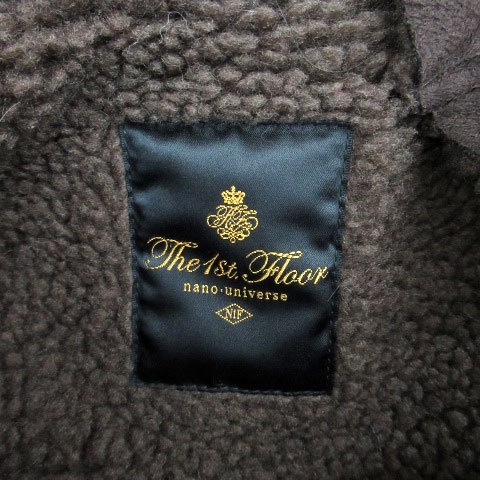 The 1st. Floor
nano·universe
N1F